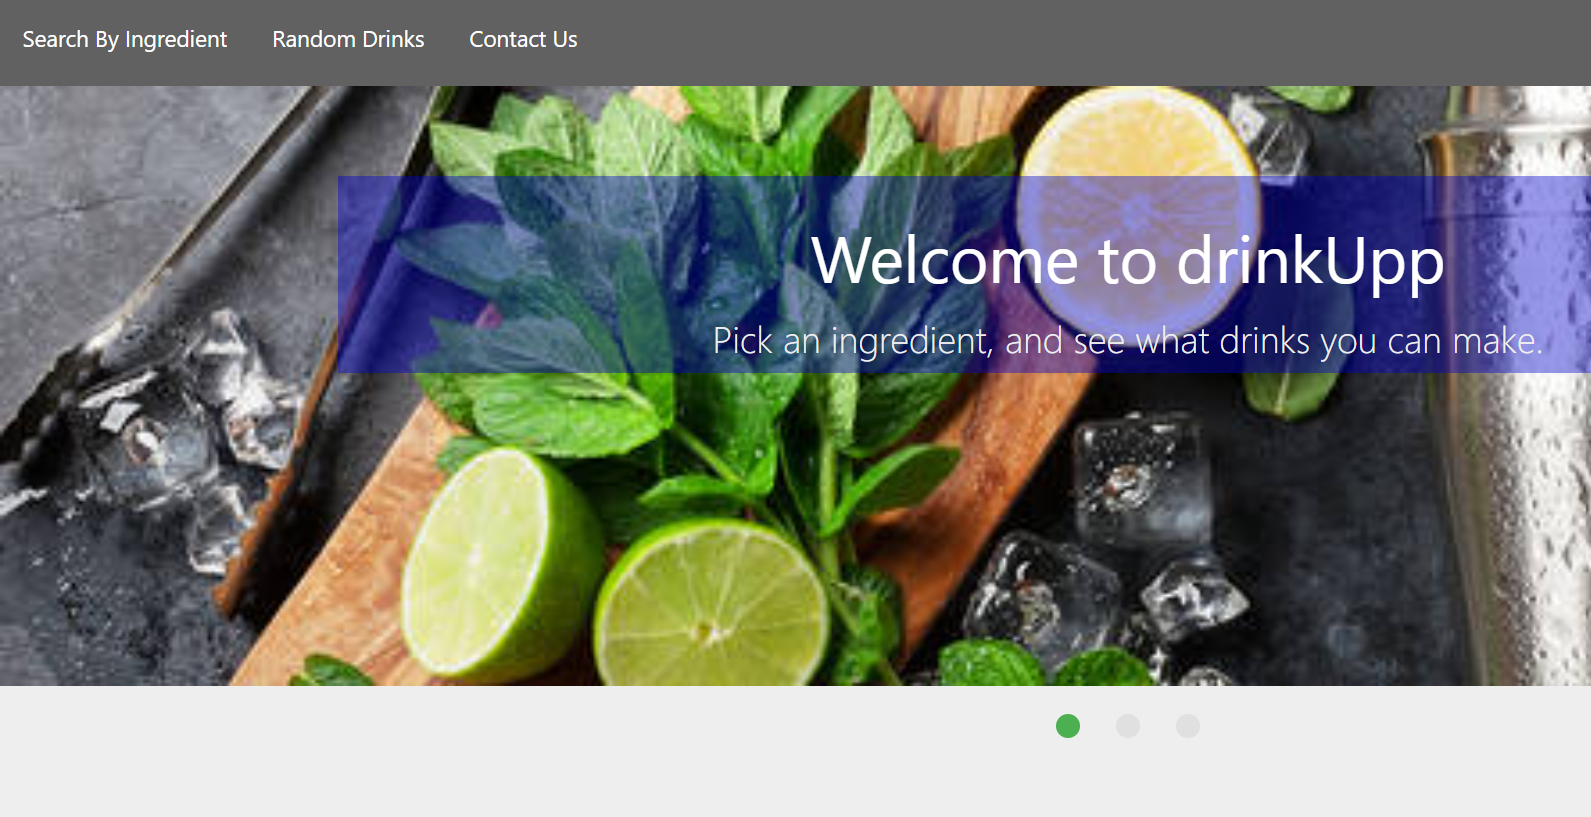 Search By Ingredient Random Drinks Contact Us
Welcome to drinkUpp
Pick an ingredient, and see what drinks you can make.